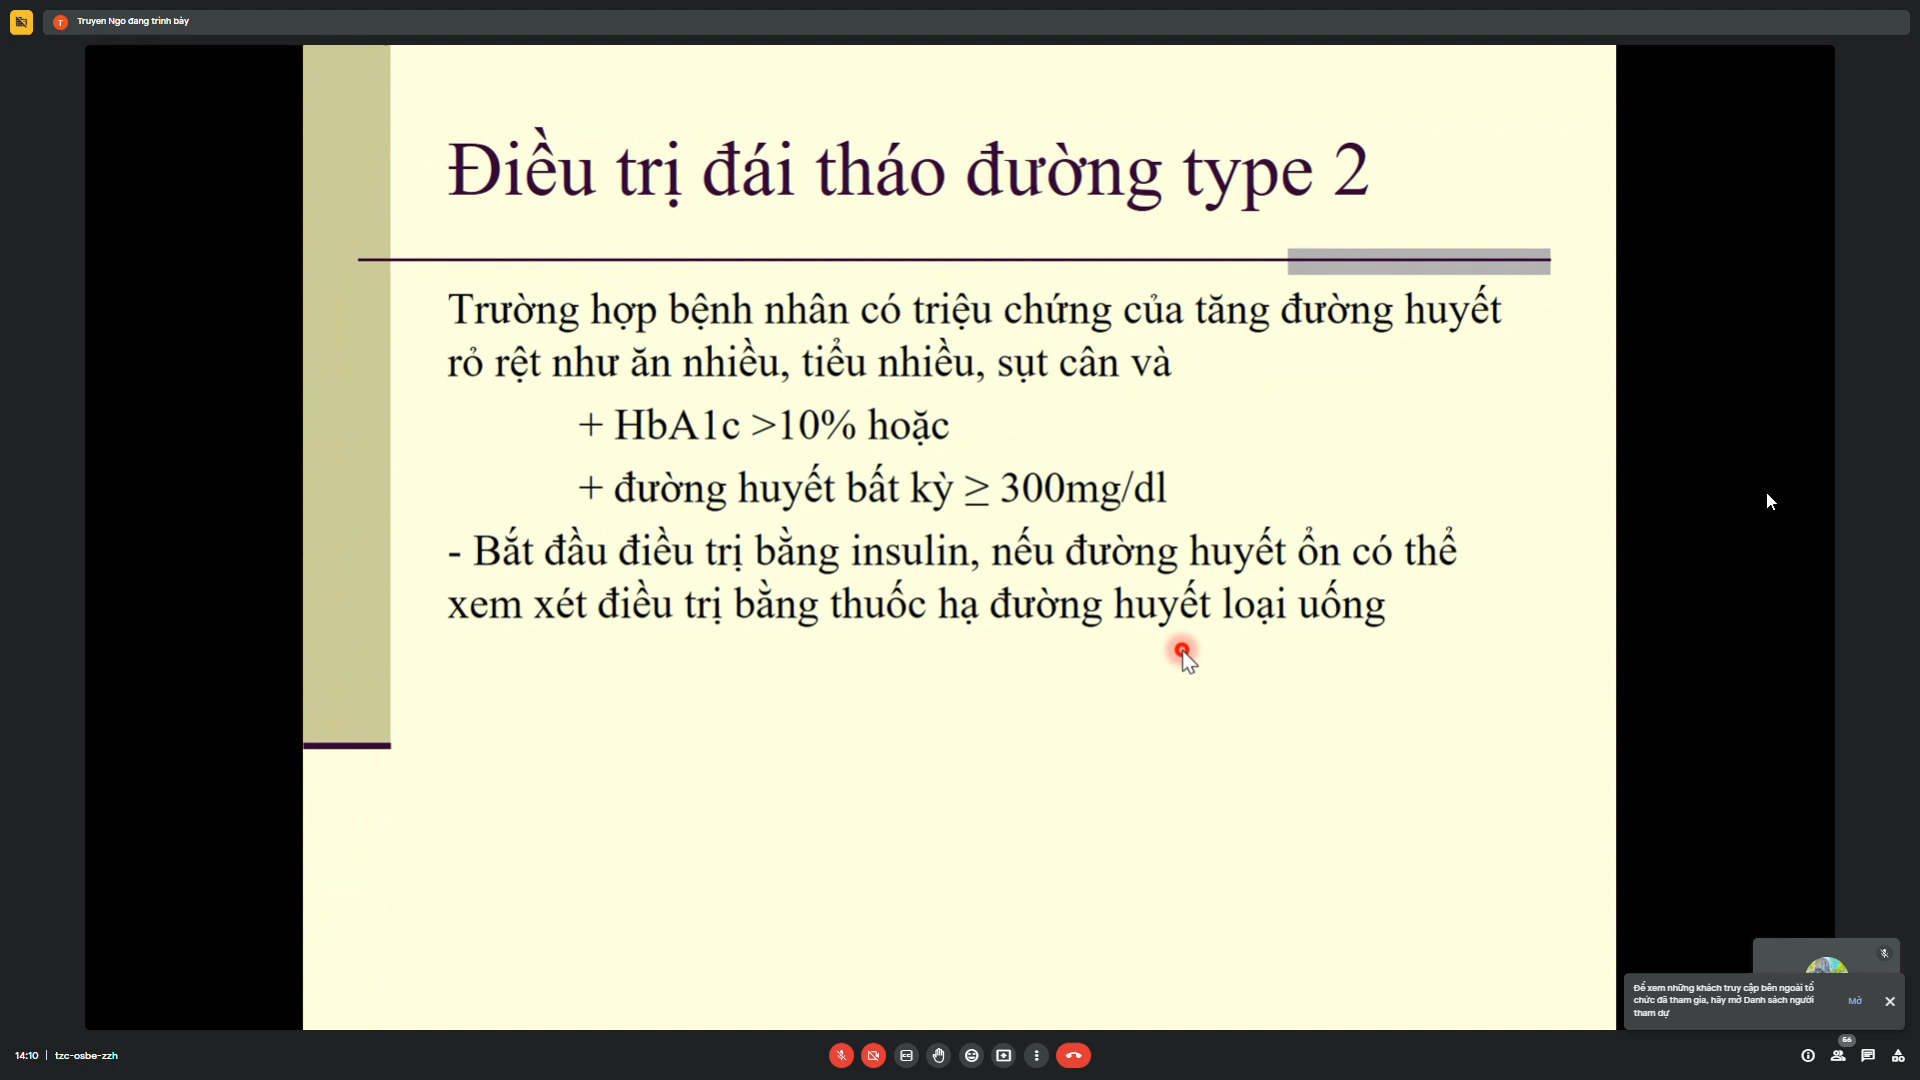 Truyen Ngo đang trình bày
Điều trị đái tháo đường type 2
Trường hợp bệnh nhân có triệu chứng của tăng đường huyết
rỏ rệt như ăn nhiều, tiểu nhiều, sụt cân và
+ HbA1c >10% hoặc
+ đường huyết bất kỳ ≥ 300mg/dl
- Bắt đầu điều trị bằng insulin, nếu đường huyết ổn có thể
xem xét điều trị bằng thuốc hạ đường huyết loại uống
Để xem những khách truy cập bên ngoài tổ
chức đã tham gia, hãy mở Danh sách người
tham dự
Mở
14:10 | tzc-osbe-zzh
56